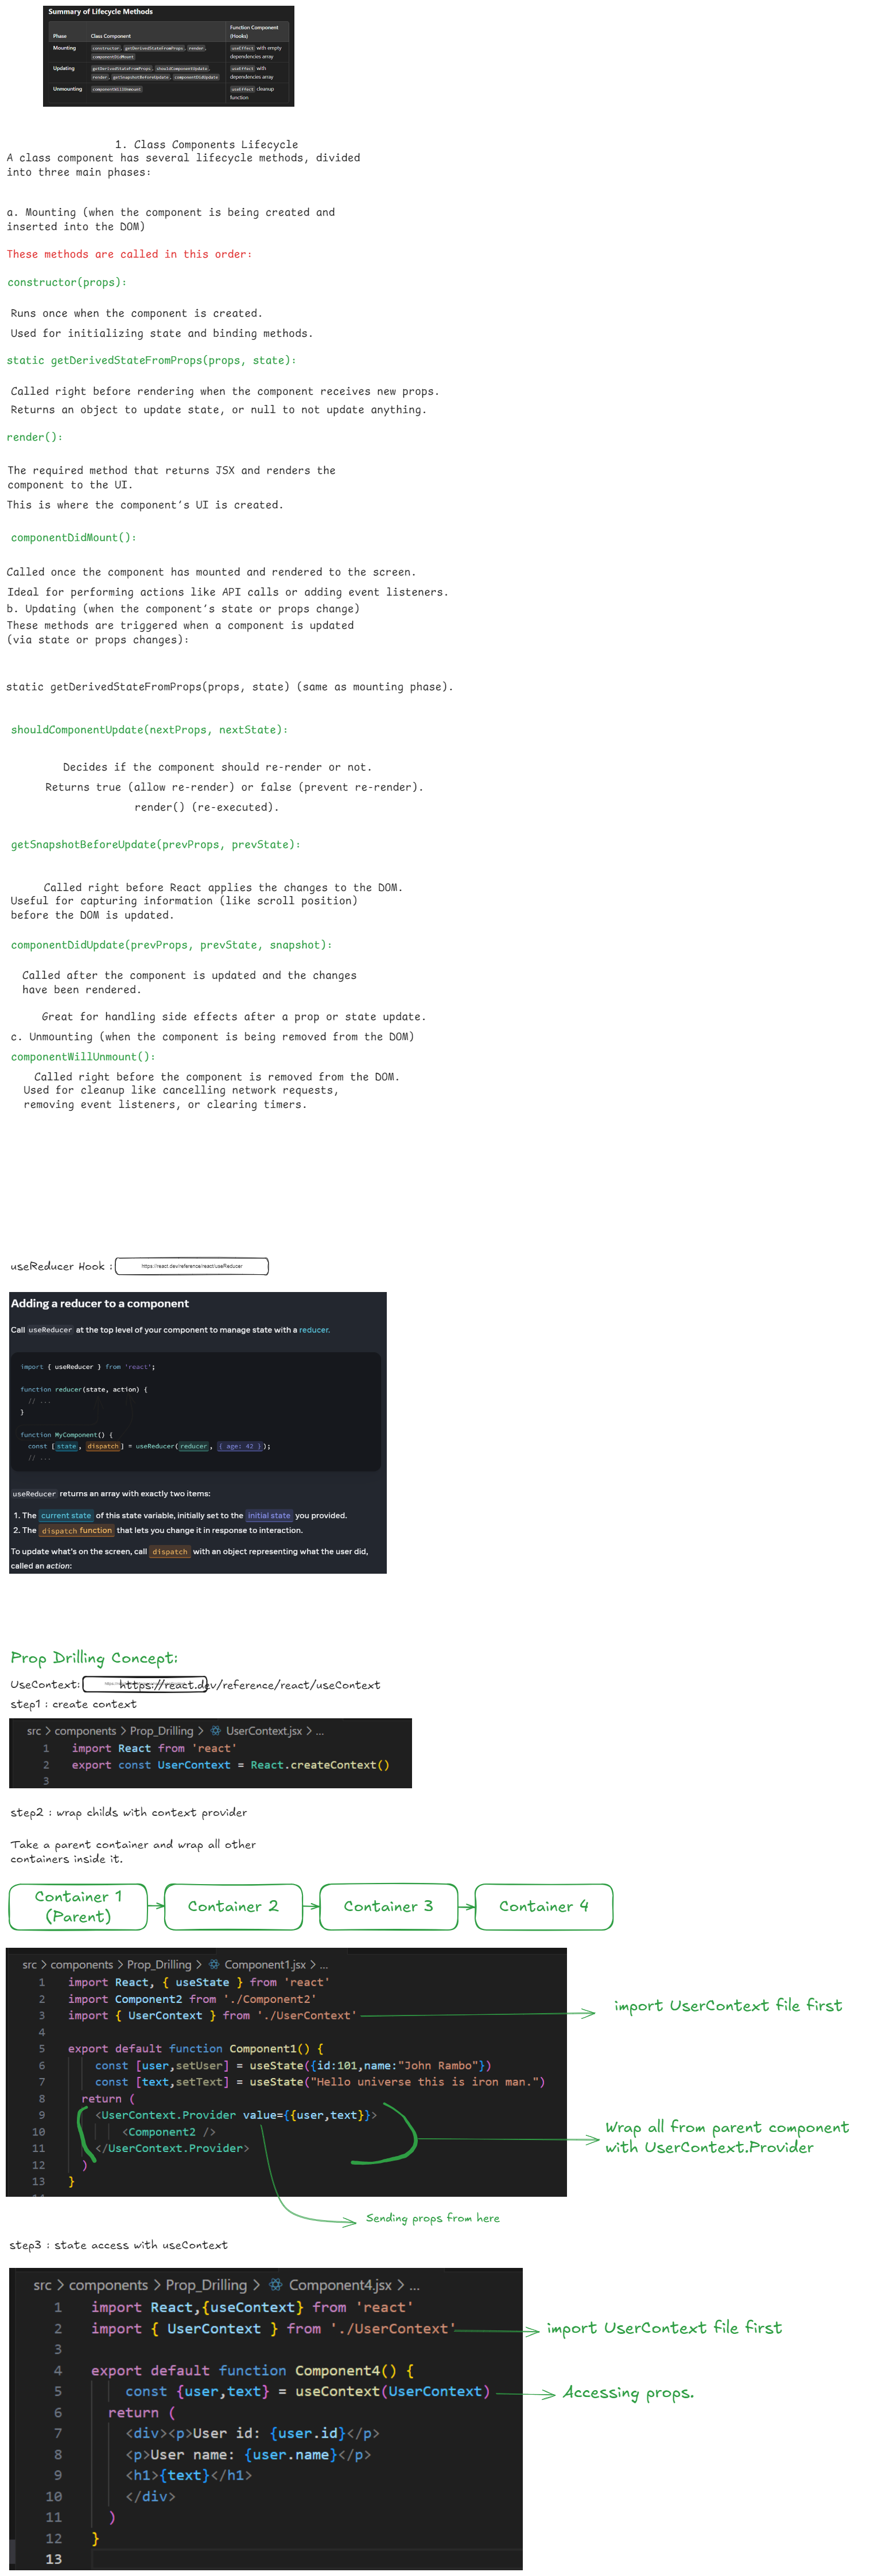 Summary of Lifecycle Methods
Phase Class Component Function Component (Hooks)
Mounting constructor, getDerivedStateFromProps, render, componentDidMount useEffect with empty dependencies array
Updating getDerivedStateFromProps, shouldComponentUpdate, render, getSnapshotBeforeUpdate, componentDidUpdate useEffect with dependencies array
Unmounting componentWillUnmount useEffect cleanup function
1. Class Components Lifecycle
A class component has several lifecycle methods, divided
into three main phases:
a. Mounting (when the component is being created and
inserted into the DOM)
These methods are called in this order:
constructor(props):
Runs once when the component is created.
Used for initializing state and binding methods.
static getDerivedStateFromProps(props, state):
Called right before rendering when the component receives new props.
Returns an object to update state, or null to not update anything.
render():
The required method that returns JSX and renders the
component to the UI.
This is where the component's UI is created.
componentDidMount():
Called once the component has mounted and rendered to the screen.
Ideal for performing actions like API calls or adding event listeners.
b. Updating (when the component's state or props change)
These methods are triggered when a component is updated
(via state or props changes):
static getDerivedStateFromProps(props, state) (same as mounting phase).
shouldComponentUpdate(nextProps, nextState):
Decides if the component should re-render or not.
Returns true (allow re-render) or false (prevent re-render).
render() (re-executed).
getSnapshotBeforeUpdate(prevProps, prevState):
Called right before React applies the changes to the DOM.
Useful for capturing information (like scroll position)
before the DOM is updated.
componentDidUpdate(prevProps, prevState, snapshot):
Called after the component is updated and the changes
have been rendered.
Great for handling side effects after a prop or state update.
c. Unmounting (when the component is being removed from the DOM)
componentWillUnmount():
Called right before the component is removed from the DOM.
Used for cleanup like cancelling network requests,
removing event listeners, or clearing timers.
useReducer Hook : https://react.dev/reference/react/useReducer
Adding a reducer to a component
Call useReducer at the top level of your component to manage state with a reducer.
import { useReducer } from 'react';
function reducer(state, action) {
// ...
}
function MyComponent() {
const [state, dispatch] = useReducer(reducer, { age: 42 });
// ...
useReducer returns an array with exactly two items:
1. The current state of this state variable, initially set to the initial state you provided.
2. The dispatch function that lets you change it in response to interaction.
To update what's on the screen, call dispatch with an object representing what the user did,
called an action:
Prop Drilling Concept:
UseContext: https://react.dev/reference/react/useContext
step1 : create context
src > components > Prop_Drilling > UserContext.jsx > ...
1 import React from 'react'
2 export const UserContext = React.createContext()
3
step2 : wrap childs with context provider
Take a parent container and wrap all other
containers inside it.
Container 1
(Parent)
Container 2
Container 3
Container 4
src > components > Prop_Drilling > Component1.jsx > ...
1 import React, { useState } from 'react'
2 import Component2 from './Component2'
3 import { UserContext } from './UserContext'
4
5 export default function Component1() {
6 const [user,setUser] = useState({id:101,name:"John Rambo"})
7 const [text,setText] = useState("Hello universe this is iron man.")
8 return (
9 <UserContext.Provider value={{user,text}}>
10 <Component2 />
11 </UserContext.Provider>
12 )
13 }
import UserContext file first
Wrap all from parent component
with UserContext.Provider
Sending props from here
step3 : state access with useContext
src > components > Prop_Drilling > Component4.jsx > ...
1 import React,{useContext} from 'react'
2 import { UserContext } from './UserContext'
3
4 export default function Component4() {
5 const {user,text} = useContext(UserContext)
6 return (
7 <div><p>User id: {user.id}</p>
8 <p>User name: {user.name}</p>
9 <h1>{text}</h1>
10 </div>
11 )
12 }
13
import UserContext file first
Accessing props.